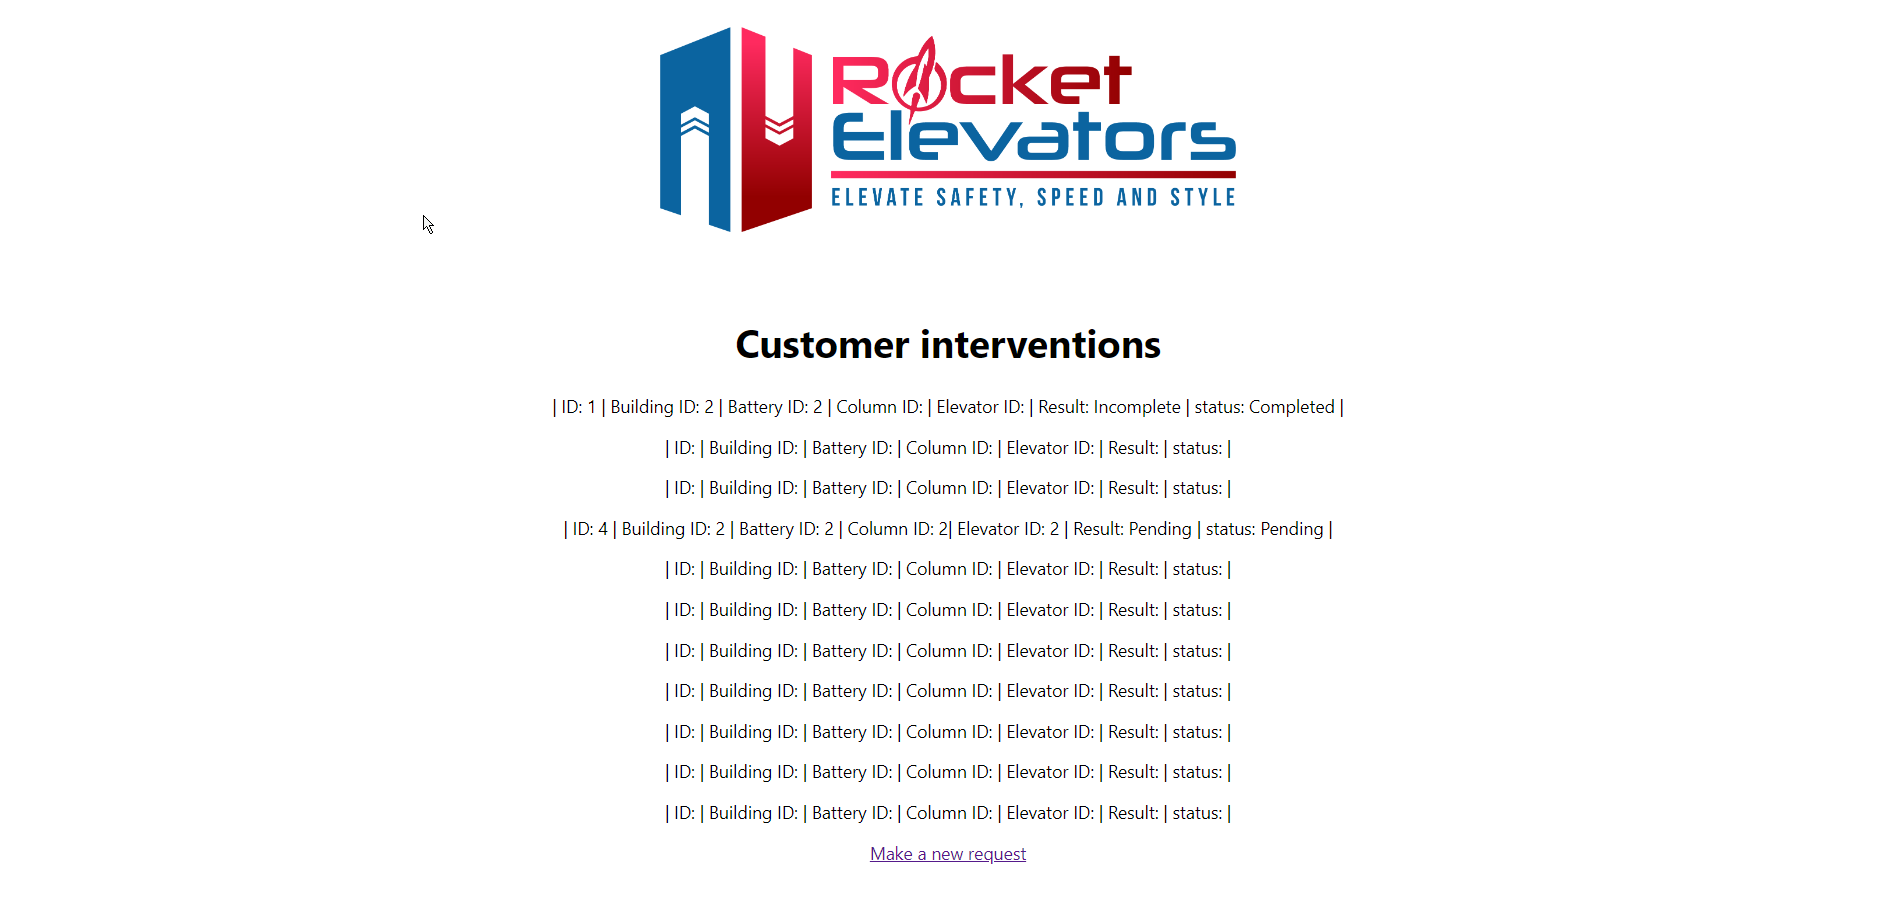 Rocket
Elevators
ELEVATE SAFETY, SPEED AND STYLE
Customer interventions
| ID: 1 | Building ID: 2 | Battery ID: 2 | Column ID: | Elevator ID: | Result: Incomplete | status: Completed |
| ID: | Building ID: | Battery ID: | Column ID: | Elevator ID: | Result: | status: |
| ID: | Building ID: | Battery ID: | Column ID: | Elevator ID: | Result: | status: |
| ID: 4 | Building ID: 2 | Battery ID: 2 | Column ID: 2| Elevator ID: 2 | Result: Pending | status: Pending |
| ID: | Building ID: | Battery ID: | Column ID: | Elevator ID: | Result: | status: |
| ID: | Building ID: | Battery ID: | Column ID: | Elevator ID: | Result: | status: |
| ID: | Building ID: | Battery ID: | Column ID: | Elevator ID: | Result: | status: |
| ID: | Building ID: | Battery ID: | Column ID: | Elevator ID: | Result: | status: |
| ID: | Building ID: | Battery ID: | Column ID: | Elevator ID: | Result: | status: |
| ID: | Building ID: | Battery ID: | Column ID: | Elevator ID: | Result: | status: |
| ID: | Building ID: | Battery ID: | Column ID: | Elevator ID: | Result: | status: |
Make a new request